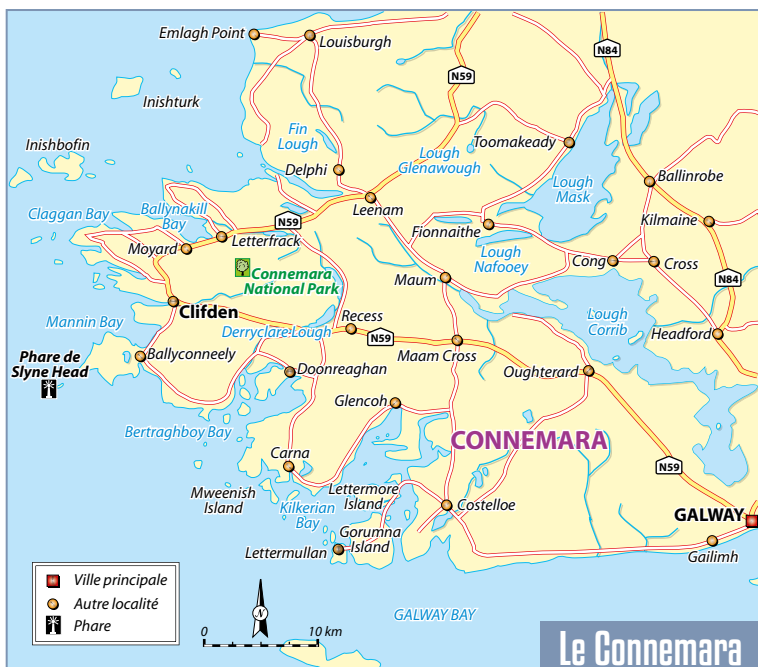 Emlagh Point
Louisburgh
N59
N84
Inishturk
Inishbofin
Fin
Lough
Delphi
Lough
Glenawough
Toomakeady
Lough
Mask
Ballinrobe
Claggan Bay
Ballynakill
Bay
N59
Leenam
Fionnaithe
Kilmaine
Moyard
Letterfrack
Lough
Nafooey
Cong
Cross
Connemara
National Park
Maum
N84
Clifden
Mannin Bay
Derryclare Lough
Recess
N59
Maam Cross
Lough
Corrib
Headford
Phare de
Slyne Head
Ballyconneely
Doonreaghan
Oughterard
Glencoh
Bertraghboy Bay
CONNEMARA
Carna
N59
Mweenish
Island
Kilkerian
Bay
Lettermore
Island
Costelloe
GALWAY
Gorumna
Island
Lettermullan
Gailimh
Ville principale
Autre localité
Phare
N
0 10 km
GALWAY BAY
Le Connemara